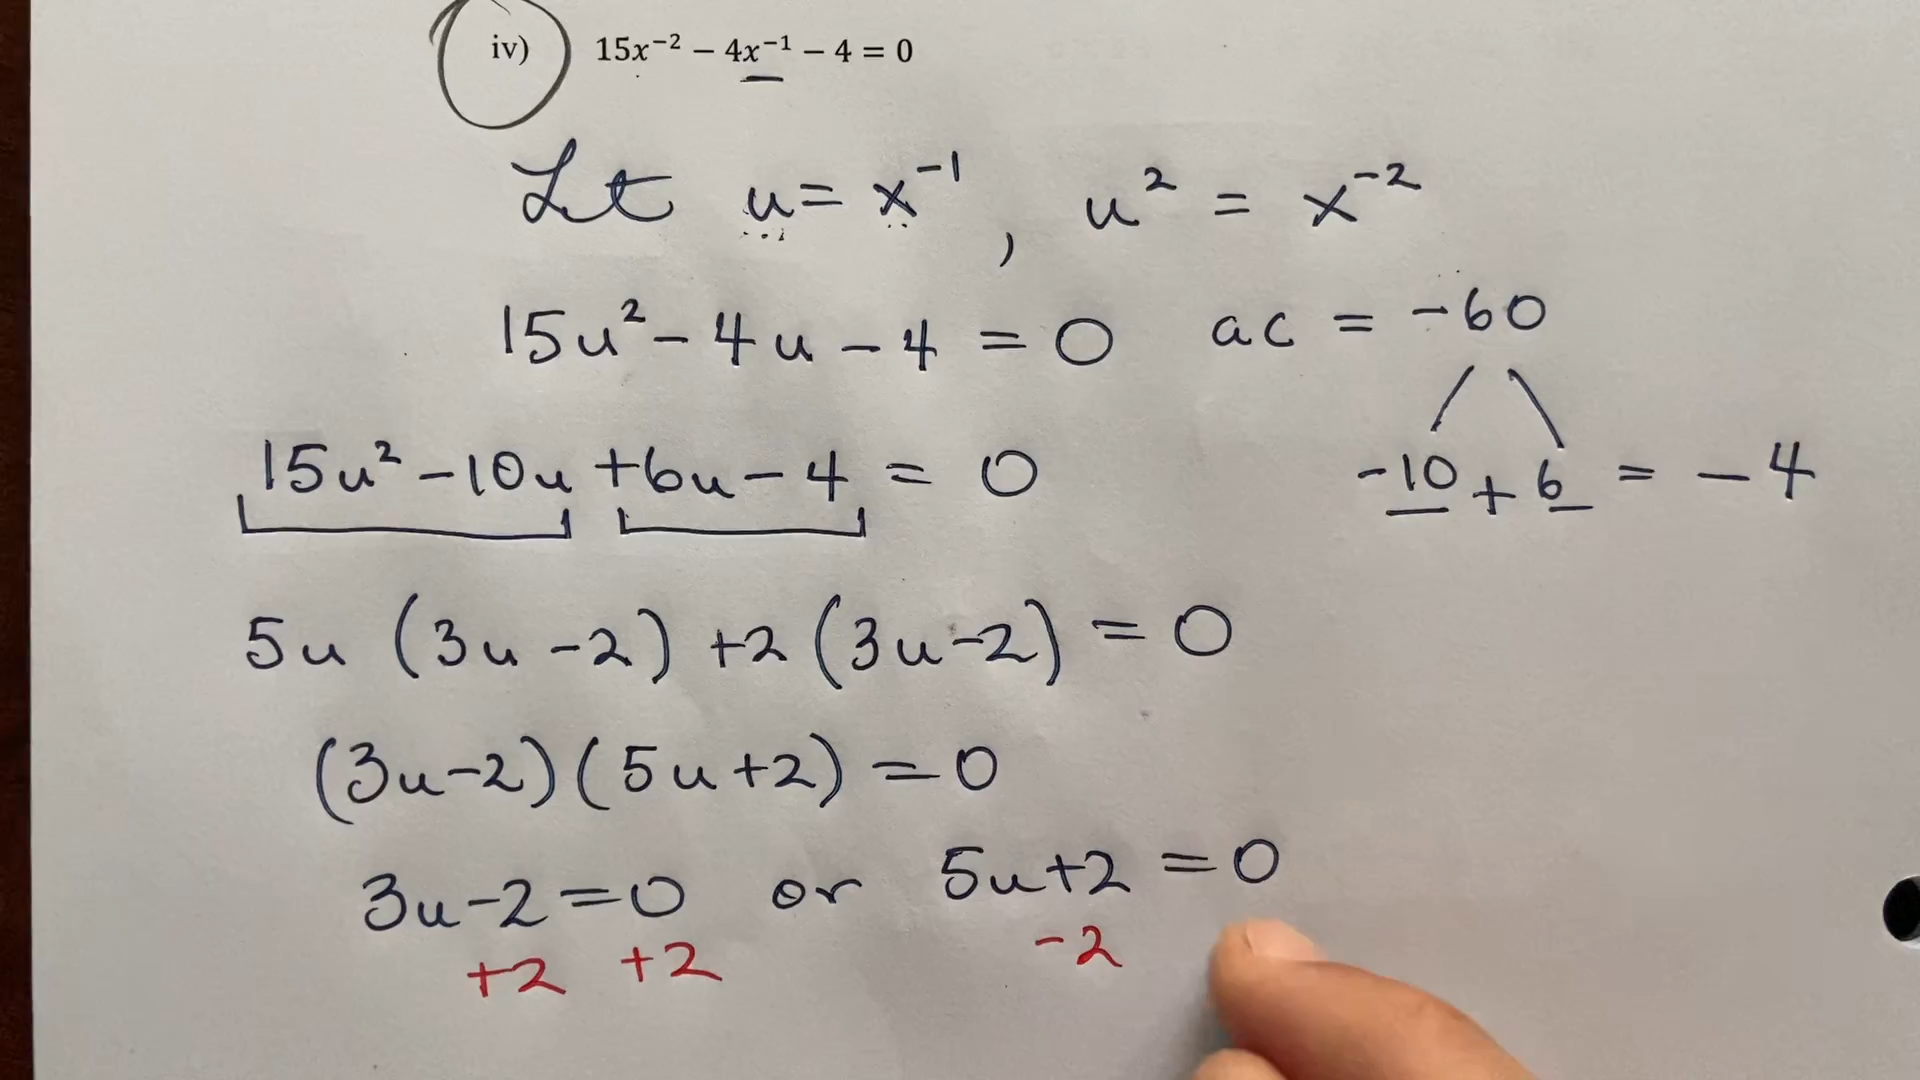 iv) 15x⁻² − 4x⁻¹ − 4 = 0
Let u = x⁻¹, u² = x⁻²
15u² − 4u − 4 = 0 ac = −60
15u² − 10u + 6u − 4 = 0 −10 + 6 = −4
5u (3u − 2) + 2 (3u − 2) = 0
(3u − 2)(5u + 2) = 0
3u − 2 = 0 or 5u + 2 = 0
+2 +2 −2